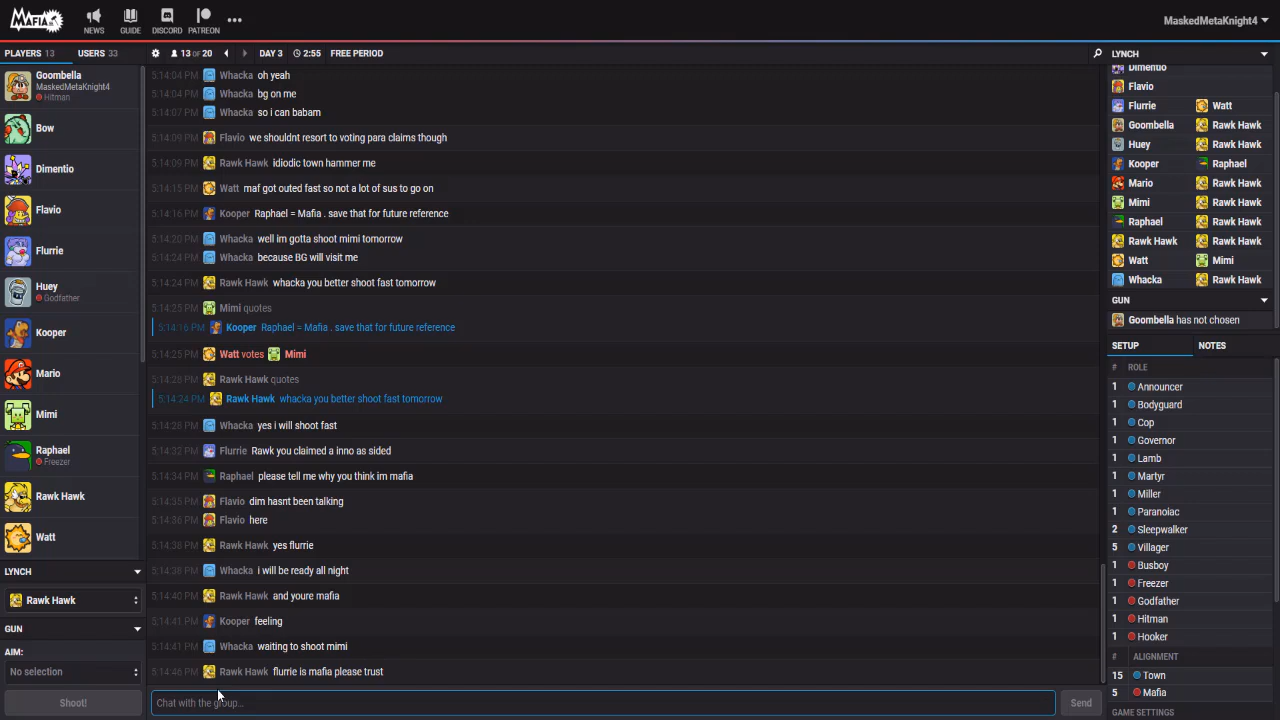 MAFIA.gg
NEWS GUIDE DISCORD PATREON
MaskedMetaKnight4
PLAYERS 13 USERS 33
13 OF 20 DAY 3 2:55 FREE PERIOD
LYNCH
Goombella
MaskedMetaKnight4
Hitman
Bow
Dimentio
Flavio
Flurrie
Huey
Godfather
Kooper
Mario
Mimi
Raphael
Freezer
Rawk Hawk
Watt
LYNCH
Rawk Hawk
GUN
AIM:
No selection
Shoot!
5:14:04 PM Whacka oh yeah
5:14:04 PM Whacka bg on me
5:14:07 PM Whacka so i can babam
5:14:09 PM Flavio we shouldnt resort to voting para claims though
5:14:09 PM Rawk Hawk idiodic town hammer me
5:14:15 PM Watt maf got outed fast so not a lot of sus to go on
5:14:16 PM Kooper Raphael = Mafia . save that for future reference
5:14:20 PM Whacka well im gotta shoot mimi tomorrow
5:14:24 PM Whacka because BG will visit me
5:14:24 PM Rawk Hawk whacka you better shoot fast tomorrow
5:14:25 PM Mimi quotes
5:14:16 PM Kooper Raphael = Mafia . save that for future reference
5:14:25 PM Watt votes Mimi
5:14:26 PM Rawk Hawk quotes
5:14:24 PM Rawk Hawk whacka you better shoot fast tomorrow
5:14:28 PM Whacka yes i will shoot fast
5:14:32 PM Flurrie Rawk you claimed a inno as sided
5:14:34 PM Raphael please tell me why you think im mafia
5:14:35 PM Flavio dim hasnt been talking
5:14:36 PM Flavio here
5:14:38 PM Rawk Hawk yes flurrie
5:14:38 PM Whacka i will be ready all night
5:14:40 PM Rawk Hawk and youre mafia
5:14:41 PM Kooper feeling
5:14:41 PM Whacka waiting to shoot mimi
5:14:46 PM Rawk Hawk flurrie is mafia please trust
Chat with the group...
Send
Dimentio
Flavio
Flurrie Watt
Goombella Rawk Hawk
Huey Rawk Hawk
Kooper Raphael
Mario Rawk Hawk
Mimi Rawk Hawk
Raphael Rawk Hawk
Rawk Hawk Rawk Hawk
Watt Mimi
Whacka Rawk Hawk
GUN
Goombella has not chosen
SETUP NOTES
# ROLE
1 Announcer
1 Bodyguard
1 Cop
1 Governor
1 Lamb
1 Martyr
1 Miller
1 Paranoiac
2 Sleepwalker
5 Villager
1 Busboy
1 Freezer
1 Godfather
1 Hitman
1 Hooker
# ALIGNMENT
15 Town
5 Mafia
GAME SETTINGS